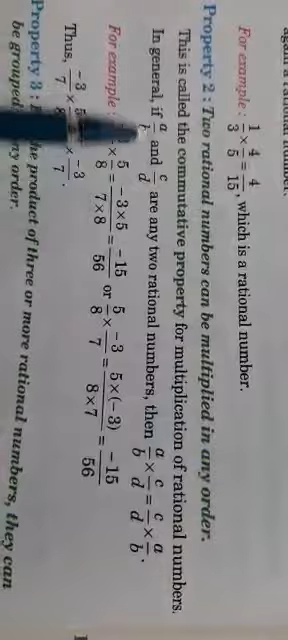 For example : 1/3 × 4/5 = 4/15, which is a rational number.
Property 2 : Two rational numbers can be multiplied in any order.
This is called the commutative property for multiplication of rational numbers.
In general, if a/b and c/d are any two rational numbers, then a/b × c/d = c/d × a/b.
For example : × 5/8 = -3×5/7×8 = -15/56 or 5/8 × -3/7 = 5×(-3)/8×7 = -15/56
Thus, -3/7 × 5/8 × -3/7.
Property 3 : the product of three or more rational numbers, they can
be grouped any order.